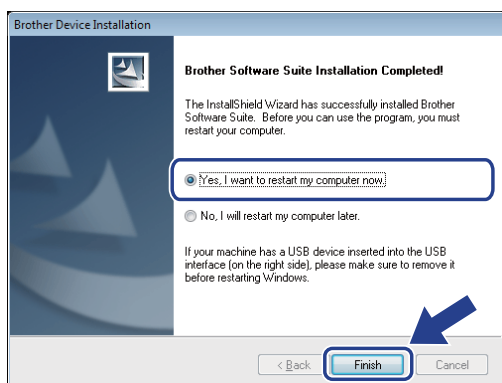 Brother Device Installation
Brother Software Suite Installation Completed!
The InstallShield Wizard has successfully installed Brother
Software Suite. Before you can use the program, you must
restart your computer.
Yes, I want to restart my computer now.
No, I will restart my computer later.
If your machine has a USB device inserted into the USB
interface (on the right side), please make sure to remove it
before restarting Windows.
< Back Finish Cancel